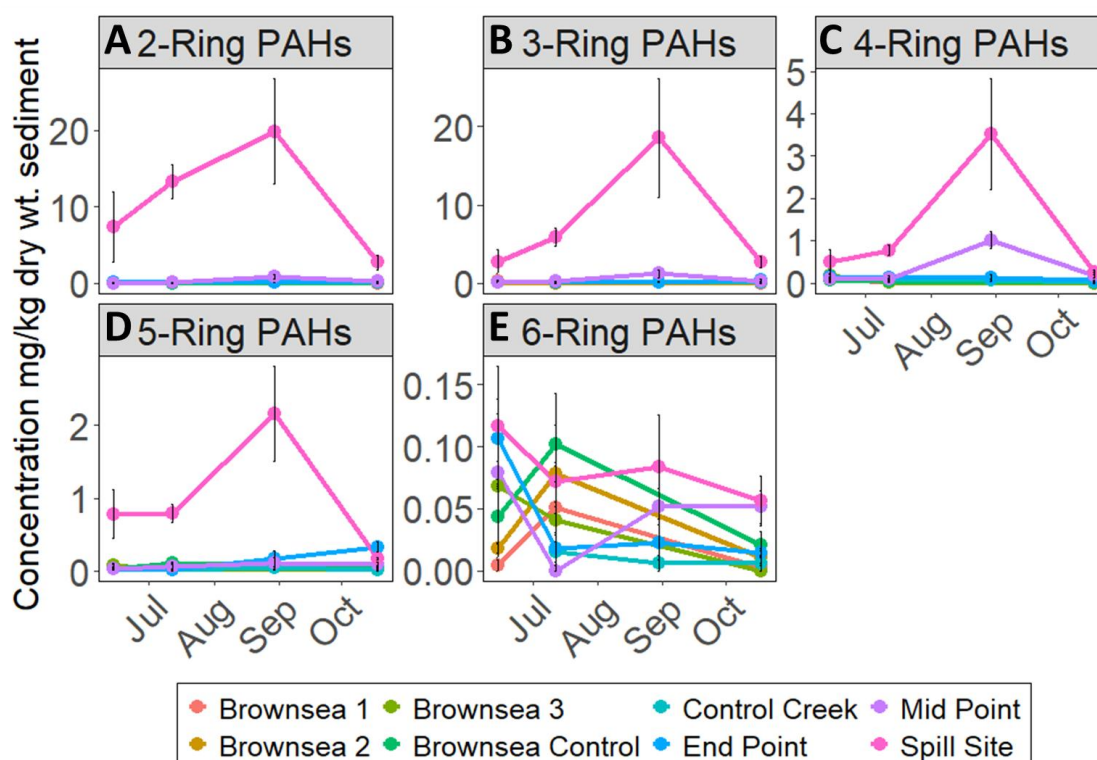 Concentration mg/kg dry wt. sediment
A 2-Ring PAHs
20
10
0
B 3-Ring PAHs
20
10
0
C 4-Ring PAHs
5
4
3
2
1
0
Jul Aug Sep Oct
D 5-Ring PAHs
2
1
0
Jul Aug Sep Oct
E 6-Ring PAHs
0.15
0.10
0.05
0.00
Jul Aug Sep Oct
Brownsea 1 Brownsea 3 Control Creek Mid Point
Brownsea 2 Brownsea Control End Point Spill Site